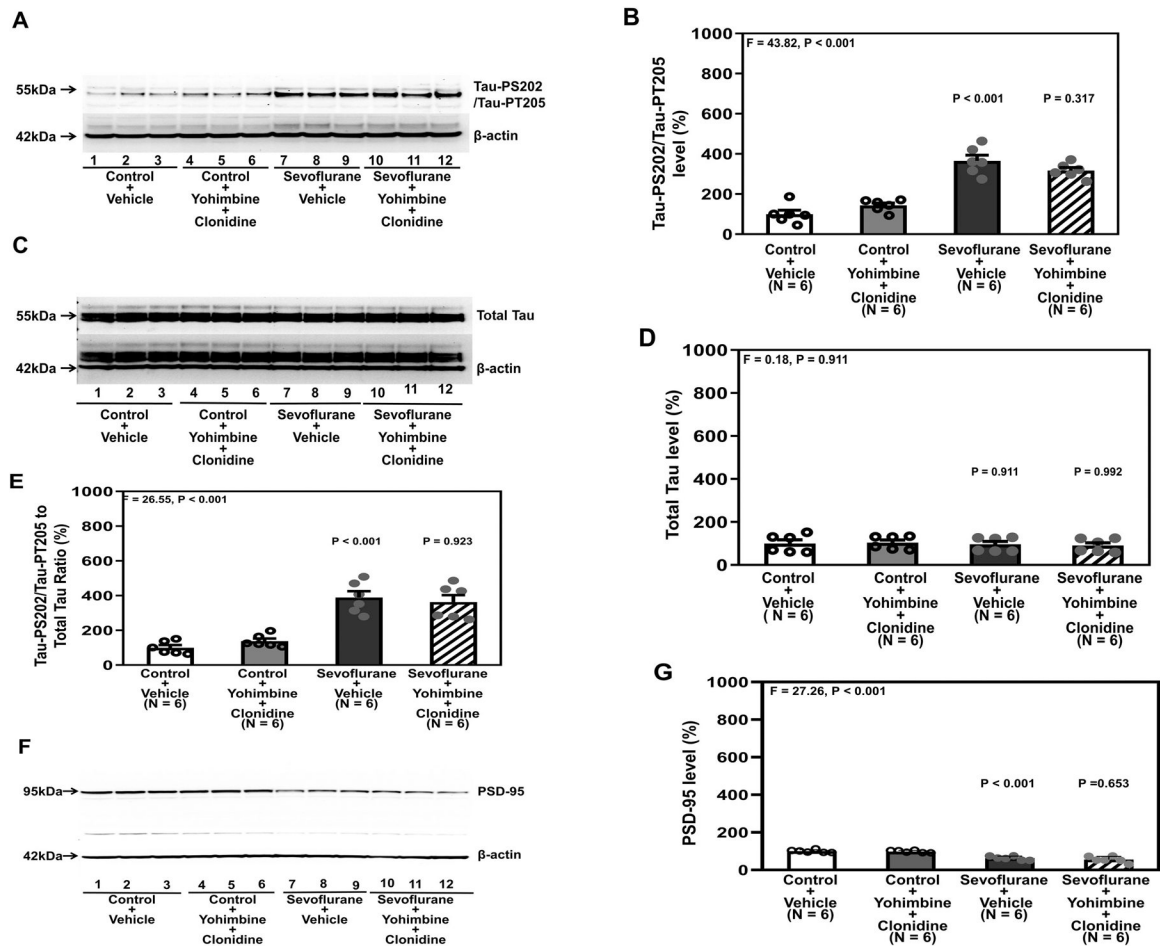 A
55kDa
Tau-PS202
/Tau-PT205
42kDa
β-actin
1 2 3 4 5 6 7 8 9 10 11 12
Control Control Sevoflurane Sevoflurane
+ + + +
Vehicle Yohimbine Vehicle Yohimbine
+ +
Clonidine Clonidine
B
F = 43.82, P < 0.001
Tau-PS202/Tau-PT205
level (%)
1000
800
600
400
200
0
P < 0.001 P = 0.317
Control Control Sevoflurane Sevoflurane
+ + + +
Vehicle Yohimbine Vehicle Yohimbine
(N = 6) + (N = 6) +
Clonidine Clonidine
(N = 6) (N = 6)
C
55kDa
Total Tau
42kDa
β-actin
1 2 3 4 5 6 7 8 9 10 11 12
Control Control Sevoflurane Sevoflurane
+ + + +
Vehicle Yohimbine Vehicle Yohimbine
+ +
Clonidine Clonidine
D
F = 0.18, P = 0.911
Total Tau level (%)
1000
800
600
400
200
0
P = 0.911 P = 0.992
Control Control Sevoflurane Sevoflurane
+ + + +
Vehicle Yohimbine Vehicle Yohimbine
( N = 6) + (N = 6) +
Clonidine Clonidine
(N = 6) (N = 6)
E
F = 26.55, P < 0.001
Tau-PS202/Tau-PT205 to
Total Tau Ratio (%)
1000
800
600
400
200
0
P < 0.001 P = 0.923
Control Control Sevoflurane Sevoflurane
+ + + +
Vehicle Yohimbine Vehicle Yohimbine
(N = 6) + (N = 6) +
Clonidine Clonidine
(N = 6) (N = 6)
F
95kDa
PSD-95
42kDa
β-actin
1 2 3 4 5 6 7 8 9 10 11 12
Control Control Sevoflurane Sevoflurane
+ + + +
Vehicle Yohimbine Vehicle Yohimbine
+ +
Clonidine Clonidine
G
F = 27.26, P < 0.001
PSD-95 level (%)
1000
800
600
400
200
0
P < 0.001 P =0.653
Control Control Sevoflurane Sevoflurane
+ + + +
Vehicle Yohimbine Vehicle Yohimbine
(N = 6) + (N = 6) +
Clonidine Clonidine
(N = 6) (N = 6)